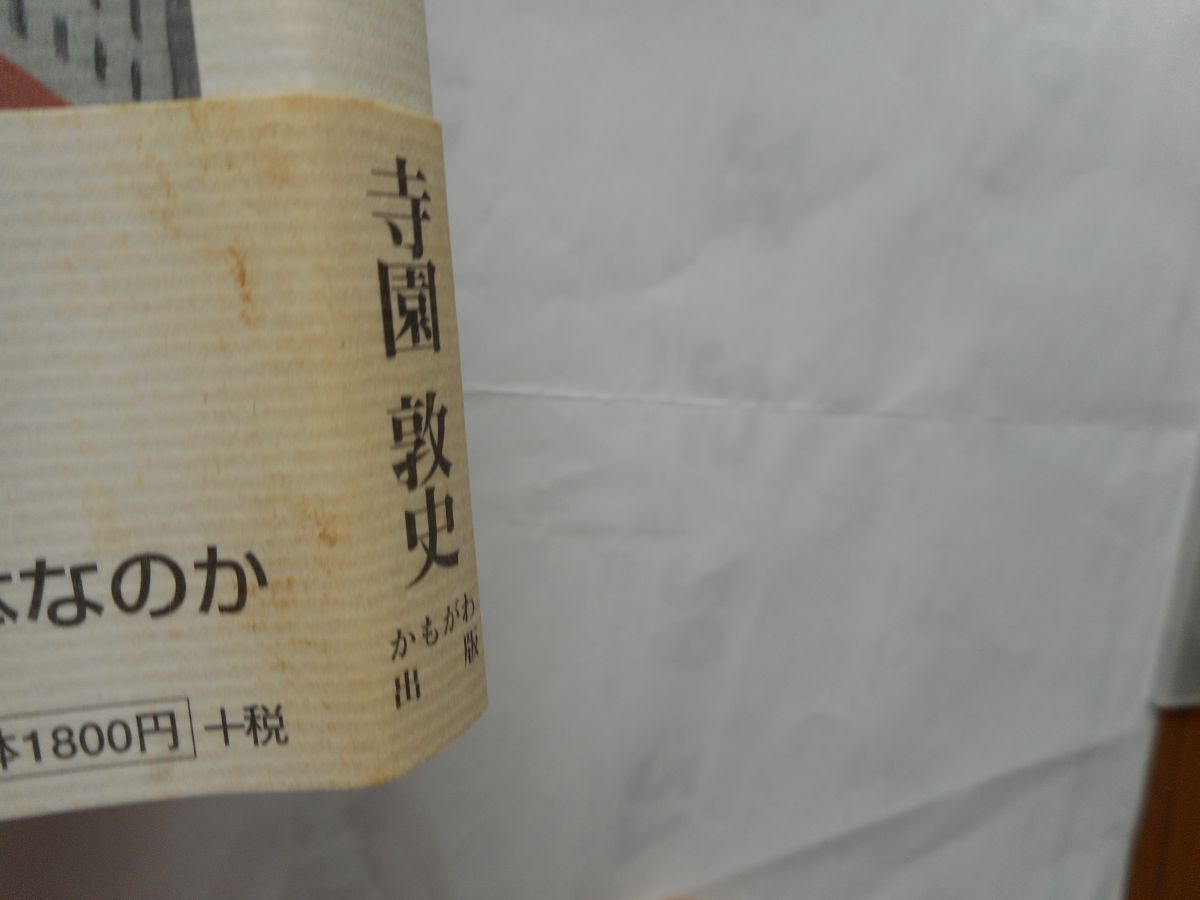 寺園 敦史
かもがわ
出版
なのか
1800円
+税